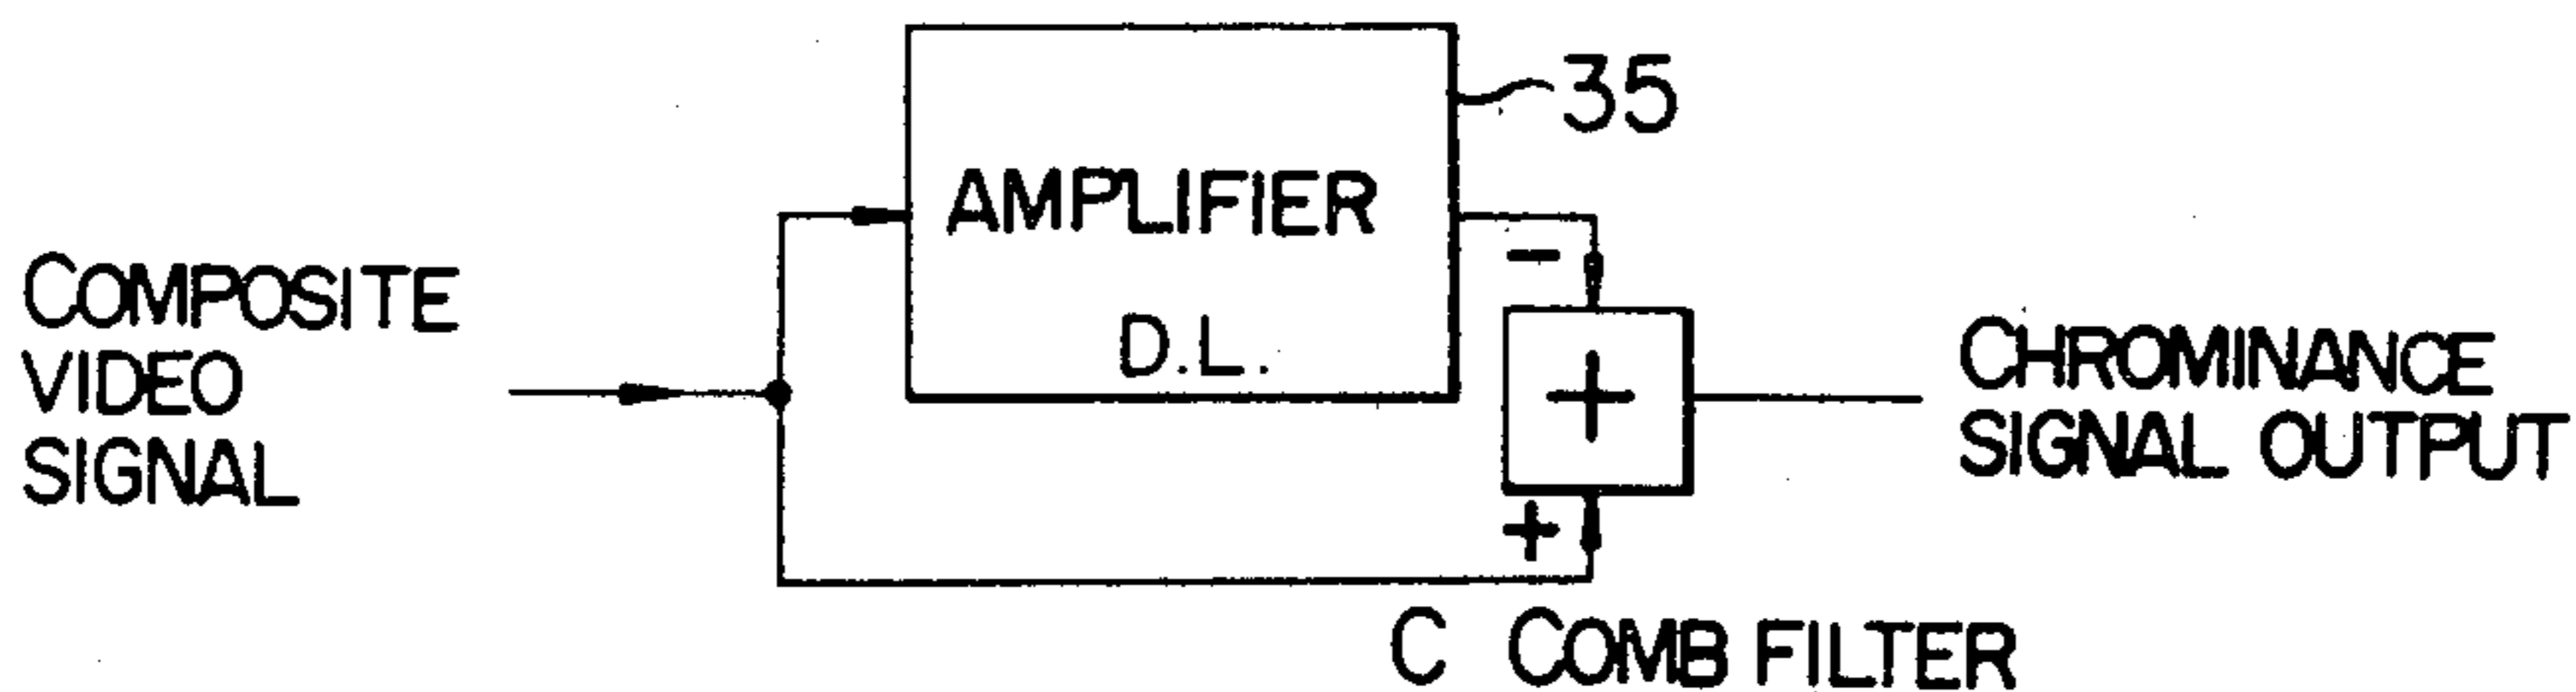 35
AMPLIFIER
D.L.
COMPOSITE
VIDEO
SIGNAL
-
+
+
CHROMINANCE
SIGNAL OUTPUT
C COMB FILTER